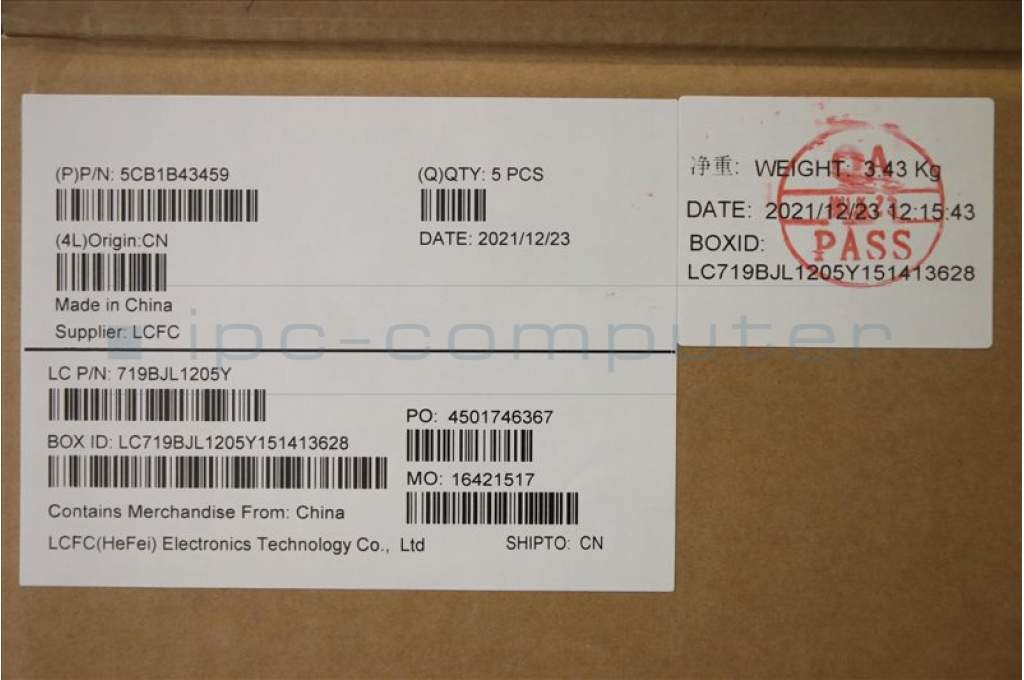 (P)P/N: 5CB1B43459
(Q)QTY: 5 PCS
(4L)Origin:CN
DATE: 2021/12/23
Made in China
Supplier: LCFC
LC P/N: 719BJL1205Y
PO: 4501746367
BOX ID: LC719BJL1205Y151413628
MO: 16421517
Contains Merchandise From: China
LCFC(HeFei) Electronics Technology Co., Ltd
SHIPTO: CN
净重: WEIGHT: 3.43 Kg
DATE: 2021/12/23 12:15:43
BOXID:
LC719BJL1205Y151413628
QA
PASS
ipc-computer